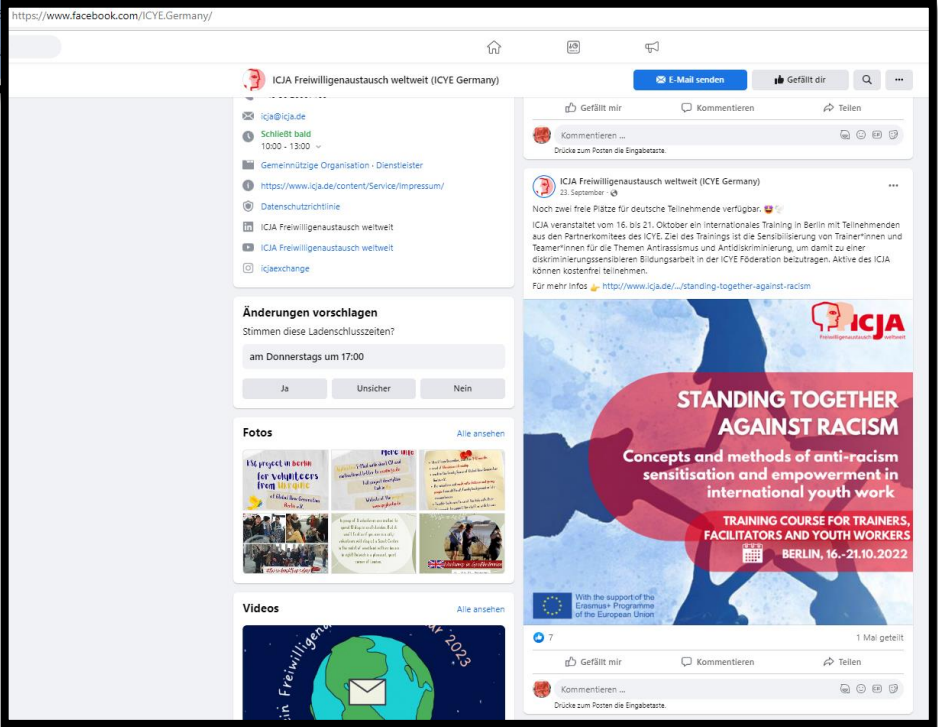 https://www.facebook.com/ICYE.Germany/
ICJA Freiwilligenaustausch weltweit (ICYE Germany)
E-Mail senden
Gefällt dir
icja@icja.de
Schließt bald
10:00 - 13:00
Gemeinnützige Organisation · Dienstleister
https://www.icja.de/content/Service/Impressum/
Datenschutzrichtlinie
ICJA Freiwilligenaustausch weltweit
ICJA Freiwilligenaustausch weltweit
icjaexchange
Änderungen vorschlagen
Stimmen diese Ladenschlusszeiten?
am Donnerstags um 17:00
Ja
Unsicher
Nein
Fotos
Alle ansehen
ESC project in Berlin
for volunteers
from Ukraine
More info
Videos
Alle ansehen
Gefällt mir
Kommentieren
Teilen
Kommentieren ...
Drücke zum Posten die Eingabetaste.
ICJA Freiwilligenaustausch weltweit (ICYE Germany)
23. September ·
Noch zwei freie Plätze für deutsche Teilnehmende verfügbar.
ICJA veranstaltet vom 16. bis 21. Oktober ein internationales Training in Berlin mit Teilnehmenden
aus den Partnerkomitees des ICYE. Ziel des Trainings ist die Sensibilisierung von Trainer*innen und
Teamer*innen für die Themen Antirassismus und Antidiskriminierung, um damit zu einer
diskriminierungssensibleren Bildungsarbeit in der ICYE Föderation beizutragen. Aktive des ICJA
können kostenfrei teilnehmen.
Für mehr Infos http://www.icja.de/.../standing-together-against-racism
ICJA
Freiwilligenaustausch weltweit
STANDING TOGETHER
AGAINST RACISM
Concepts and methods of anti-racism
sensitisation and empowerment in
international youth work
TRAINING COURSE FOR TRAINERS,
FACILITATORS AND YOUTH WORKERS
BERLIN, 16.-21.10.2022
With the support of the
Erasmus+ Programme
of the European Union
7
1 Mal geteilt
Gefällt mir
Kommentieren
Teilen
Kommentieren ...
Drücke zum Posten die Eingabetaste.